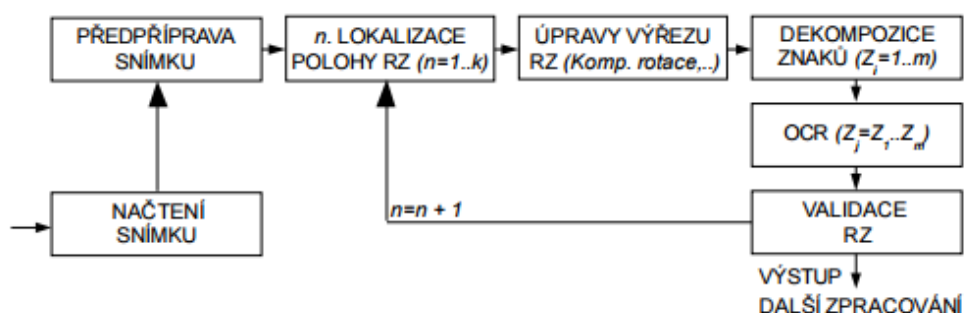 PŘEDPŘÍPRAVA
SNÍMKU
n. LOKALIZACE
POLOHY RZ (n=1..k)
ÚPRAVY VÝŘEZU
RZ (Komp. rotace,..)
DEKOMPOZICE
ZNAKŮ (Zj=1..m)
OCR (Zj=Z1..Zm)
NAČTENÍ
SNÍMKU
n=n + 1
VALIDACE
RZ
VÝSTUP
DALŠÍ ZPRACOVÁNÍ